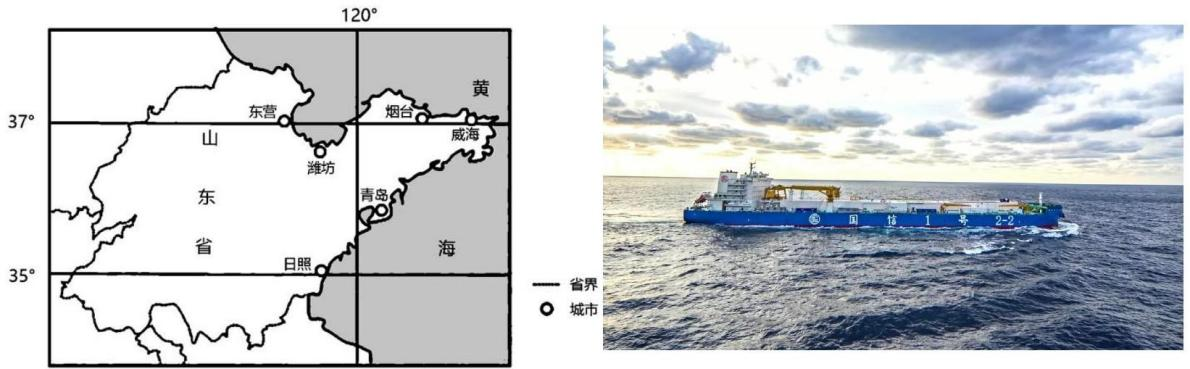 120°
黄
37°
东营
烟台
威海
山
潍坊
东
青岛
省
海
日照
35°
省界
城市
国信1号 2-2